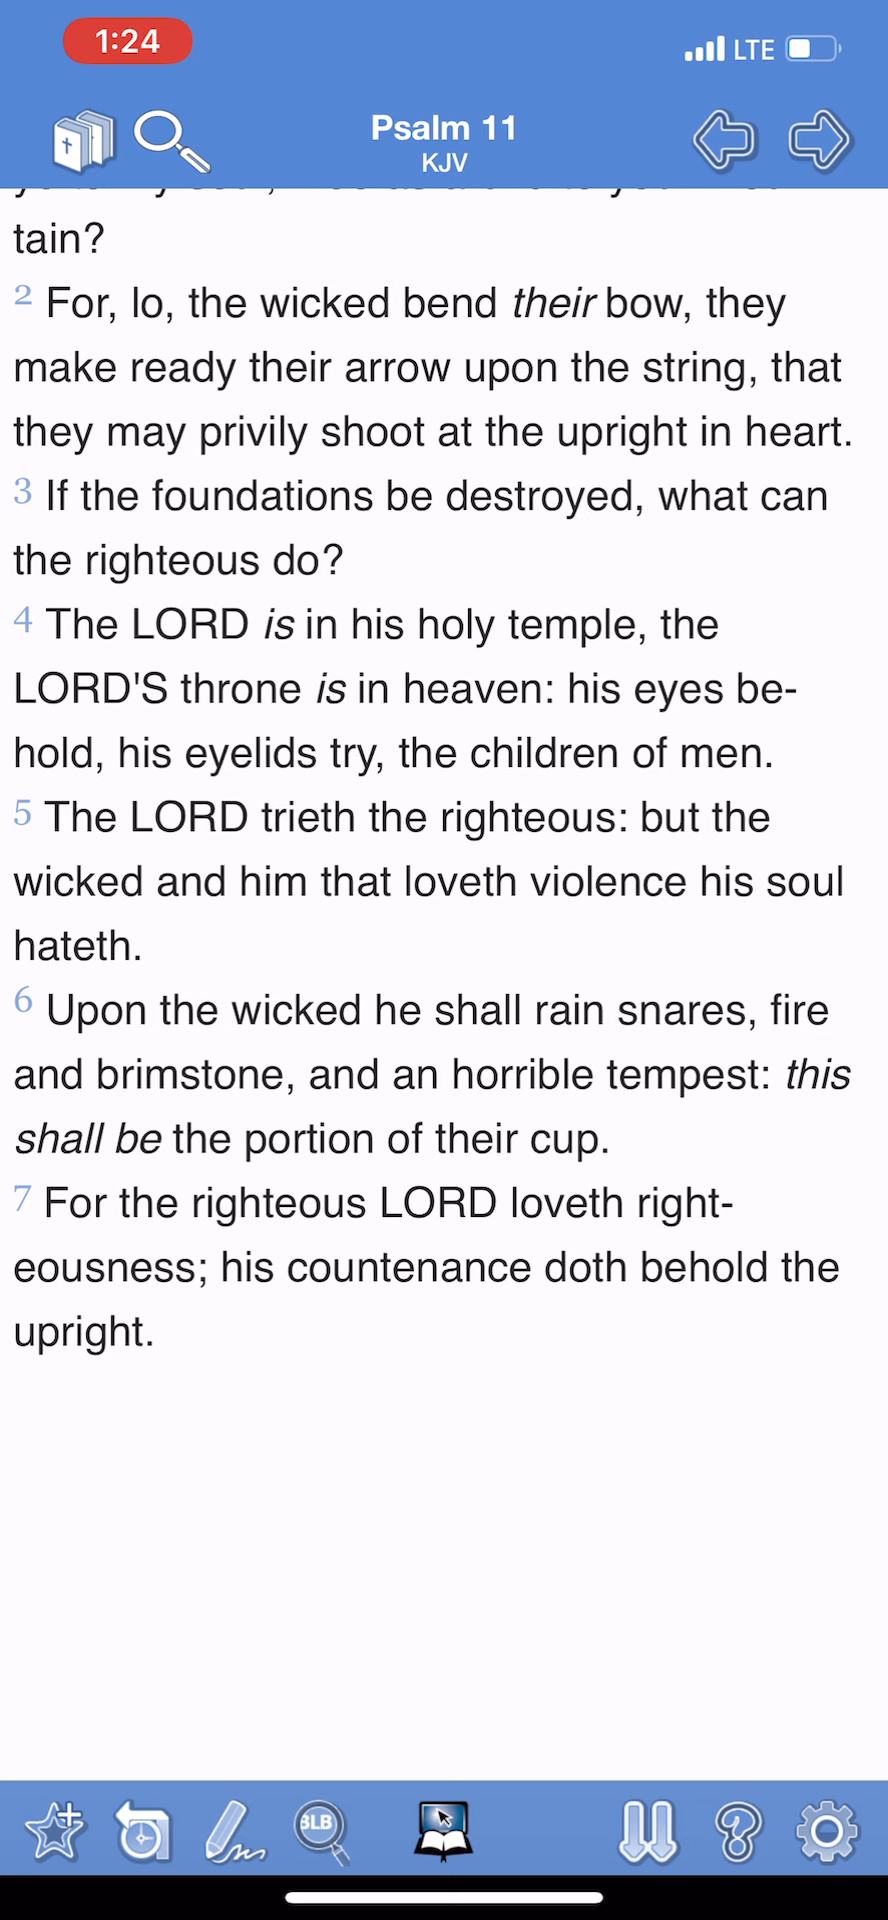 1:24
LTE
Psalm 11
KJV
tain?
2 For, lo, the wicked bend their bow, they
make ready their arrow upon the string, that
they may privily shoot at the upright in heart.
3 If the foundations be destroyed, what can
the righteous do?
4 The LORD is in his holy temple, the
LORD'S throne is in heaven: his eyes be-
hold, his eyelids try, the children of men.
5 The LORD trieth the righteous: but the
wicked and him that loveth violence his soul
hateth.
6 Upon the wicked he shall rain snares, fire
and brimstone, and an horrible tempest: this
shall be the portion of their cup.
7 For the righteous LORD loveth right-
eousness; his countenance doth behold the
upright.
BLB